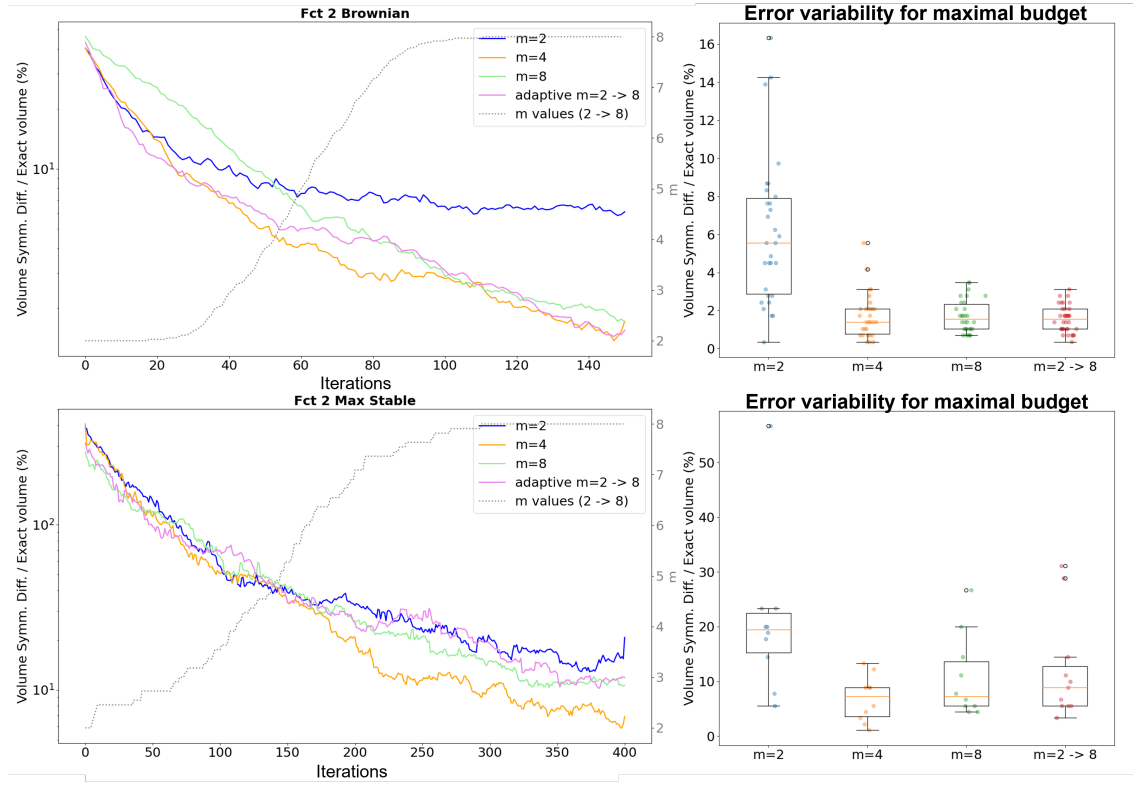 Fct 2 Brownian
Volume Symm. Diff. / Exact volume (%)
10¹
m=2
m=4
m=8
adaptive m=2 -> 8
m values (2 -> 8)
8
7
6
5
4
3
2
m
0 20 40 60 80 100 120 140
Iterations
Error variability for maximal budget
Volume Symm. Diff. / Exact volume (%)
16
14
12
10
8
6
4
2
0
m=2 m=4 m=8 m=2 -> 8
Fct 2 Max Stable
Volume Symm. Diff. / Exact volume (%)
10²
10¹
m=2
m=4
m=8
adaptive m=2 -> 8
m values (2 -> 8)
8
7
6
5
4
3
2
m
0 50 100 150 200 250 300 350 400
Iterations
Error variability for maximal budget
Volume Symm. Diff. / Exact volume (%)
50
40
30
20
10
0
m=2 m=4 m=8 m=2 -> 8